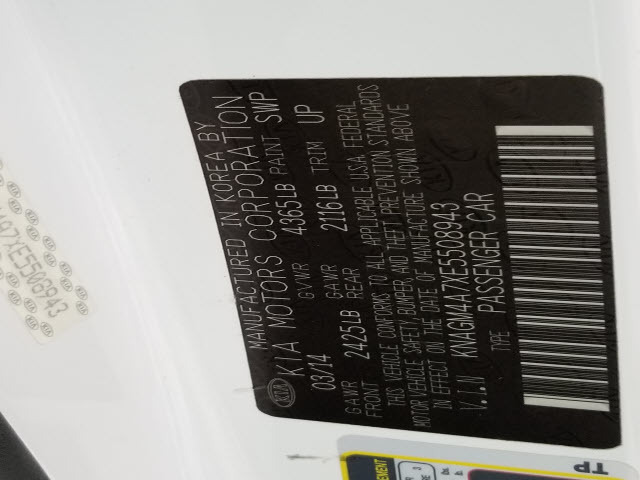 MANUFACTURED IN KOREA BY
KIA KIA MOTORS CORPORATION
03/14 GVWR 4365LB PAINT SWP
GAWR FRONT 2425LB GAWR REAR 2116LB TRIM UP
THIS VEHICLE CONFORMS TO ALL APPLICABLE U.S.A. FEDERAL
MOTOR VEHICLE SAFETY BUMPER, AND THEFT PREVENTION STANDARDS
IN EFFECT ON THE DATE OF MANUFACTURE SHOWN ABOVE
V.I.N KNAGM4A7XE5508943
TYPE PASSENGER CAR
A7XE5508943
TP